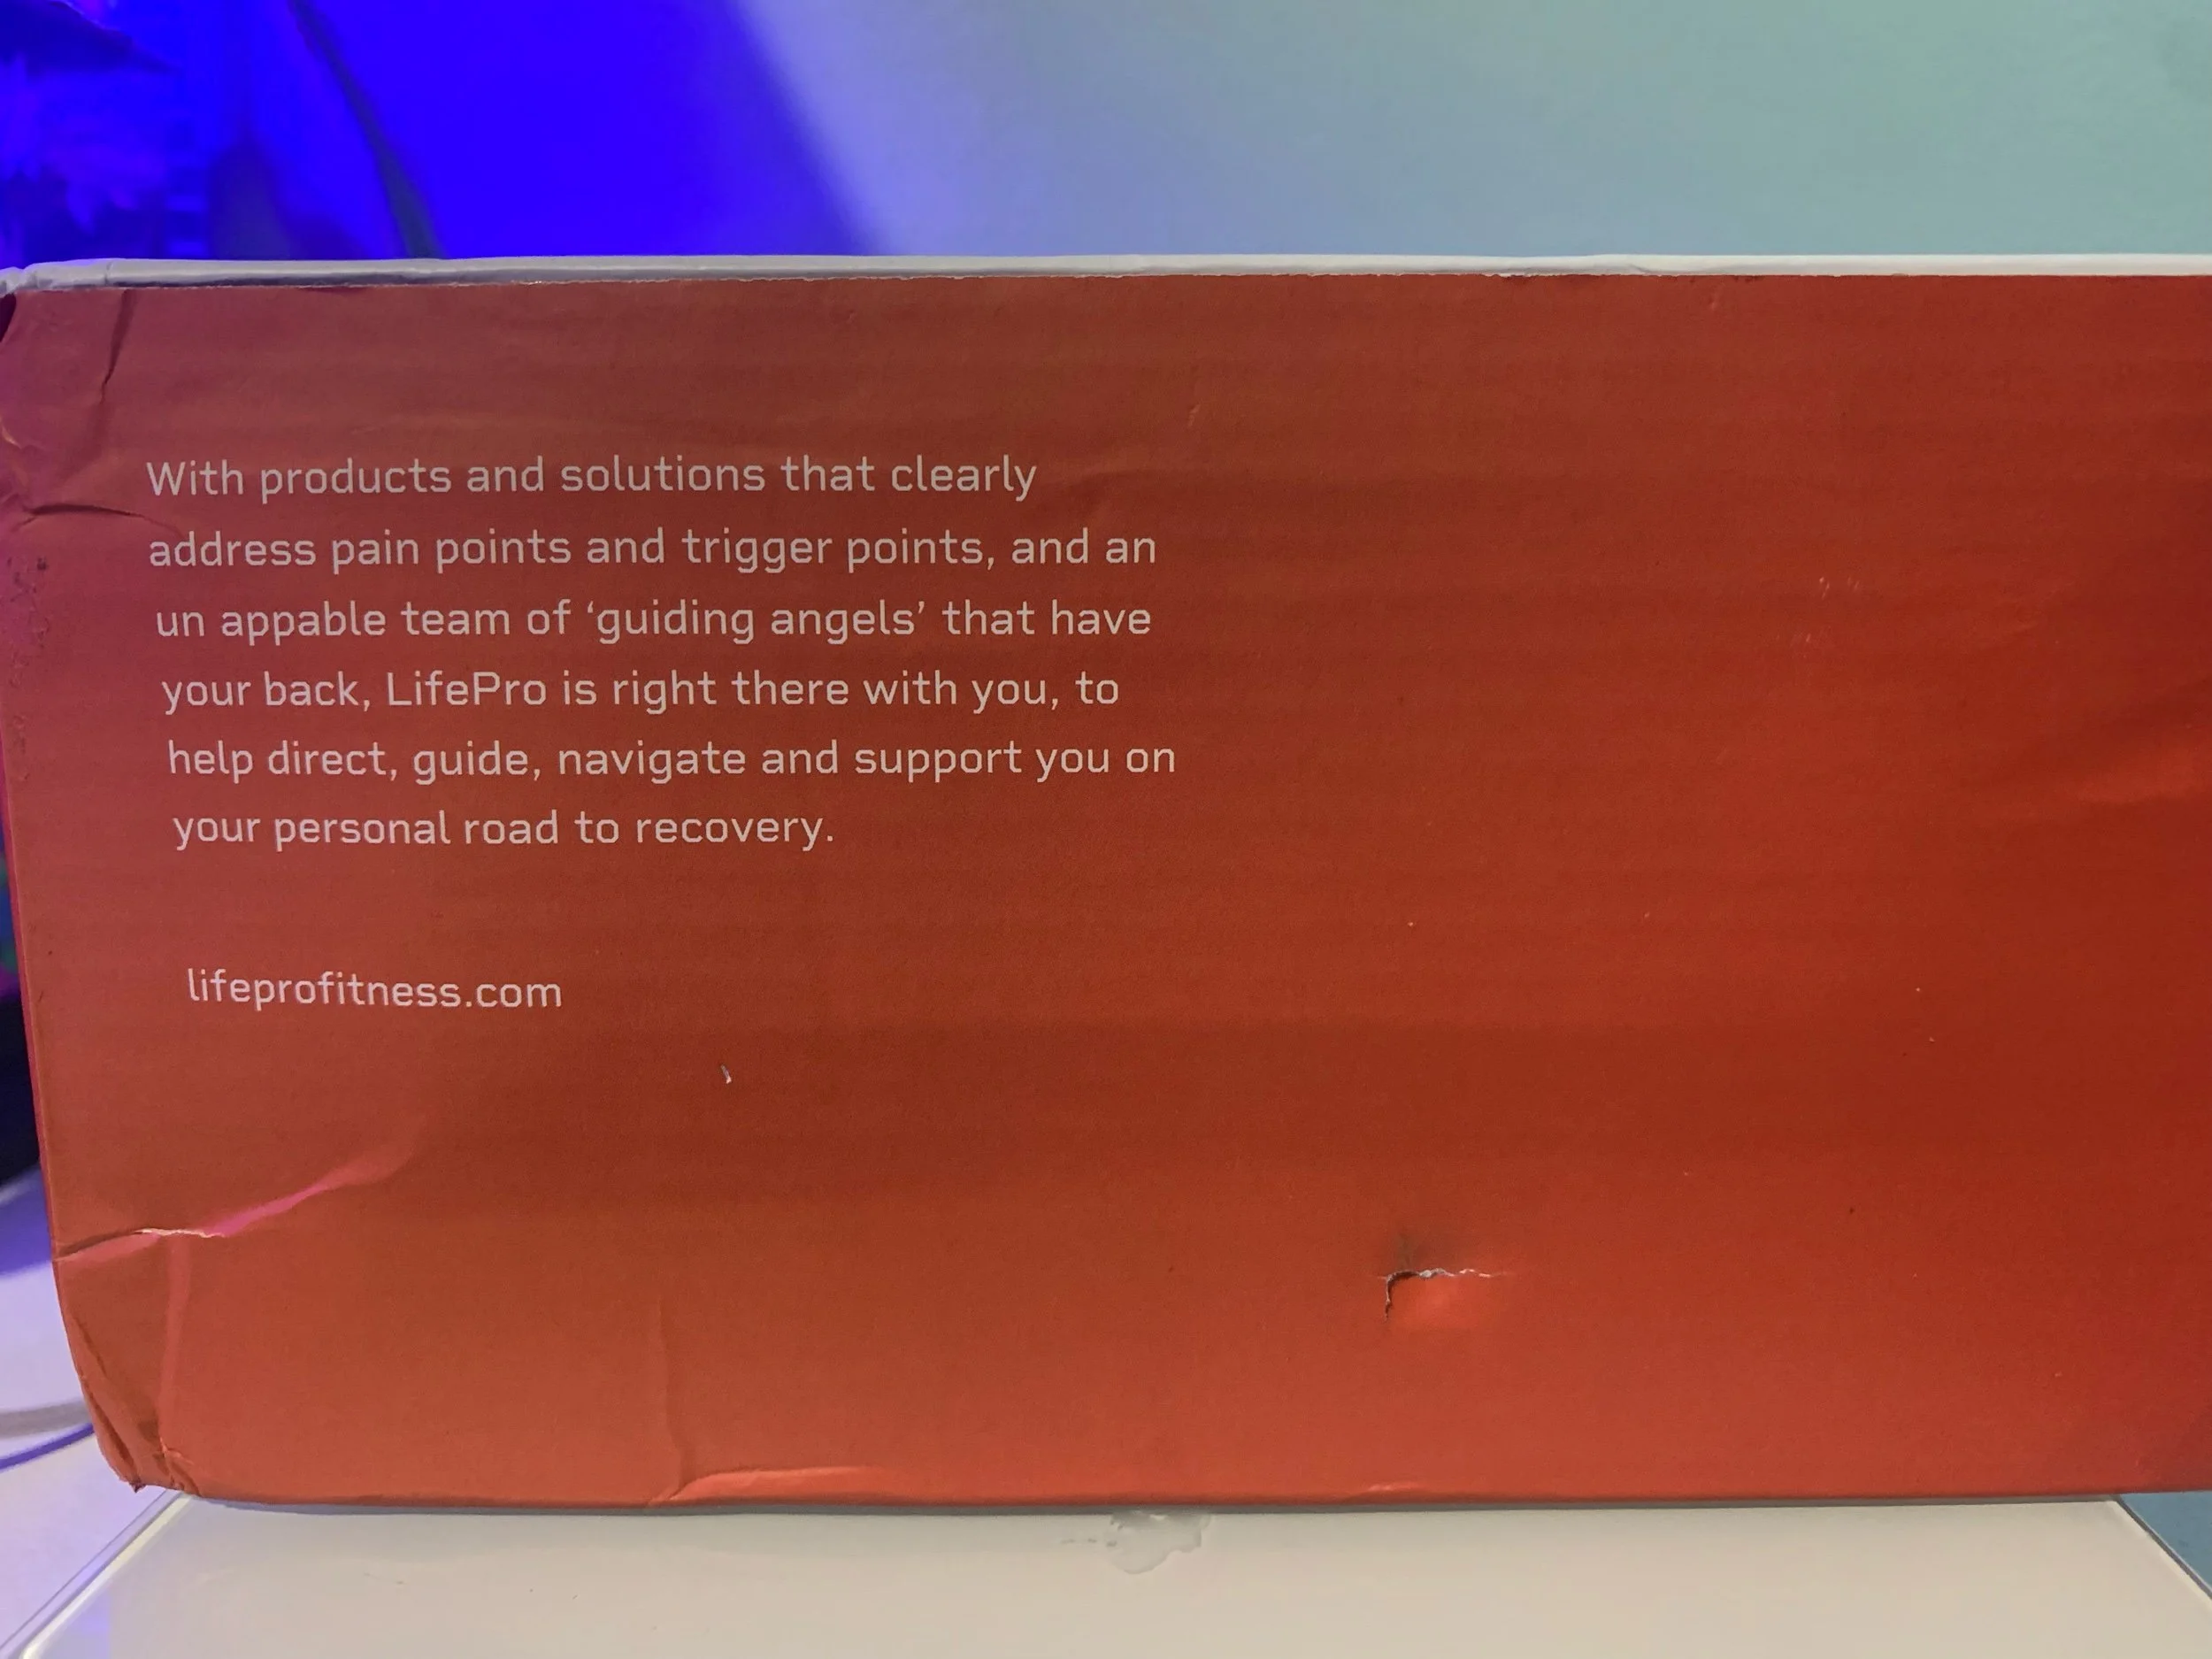 With products and solutions that clearly
address pain points and trigger points, and an
un appable team of ‘guiding angels’ that have
your back, LifePro is right there with you, to
help direct, guide, navigate and support you on
your personal road to recovery.
lifeprofitness.com